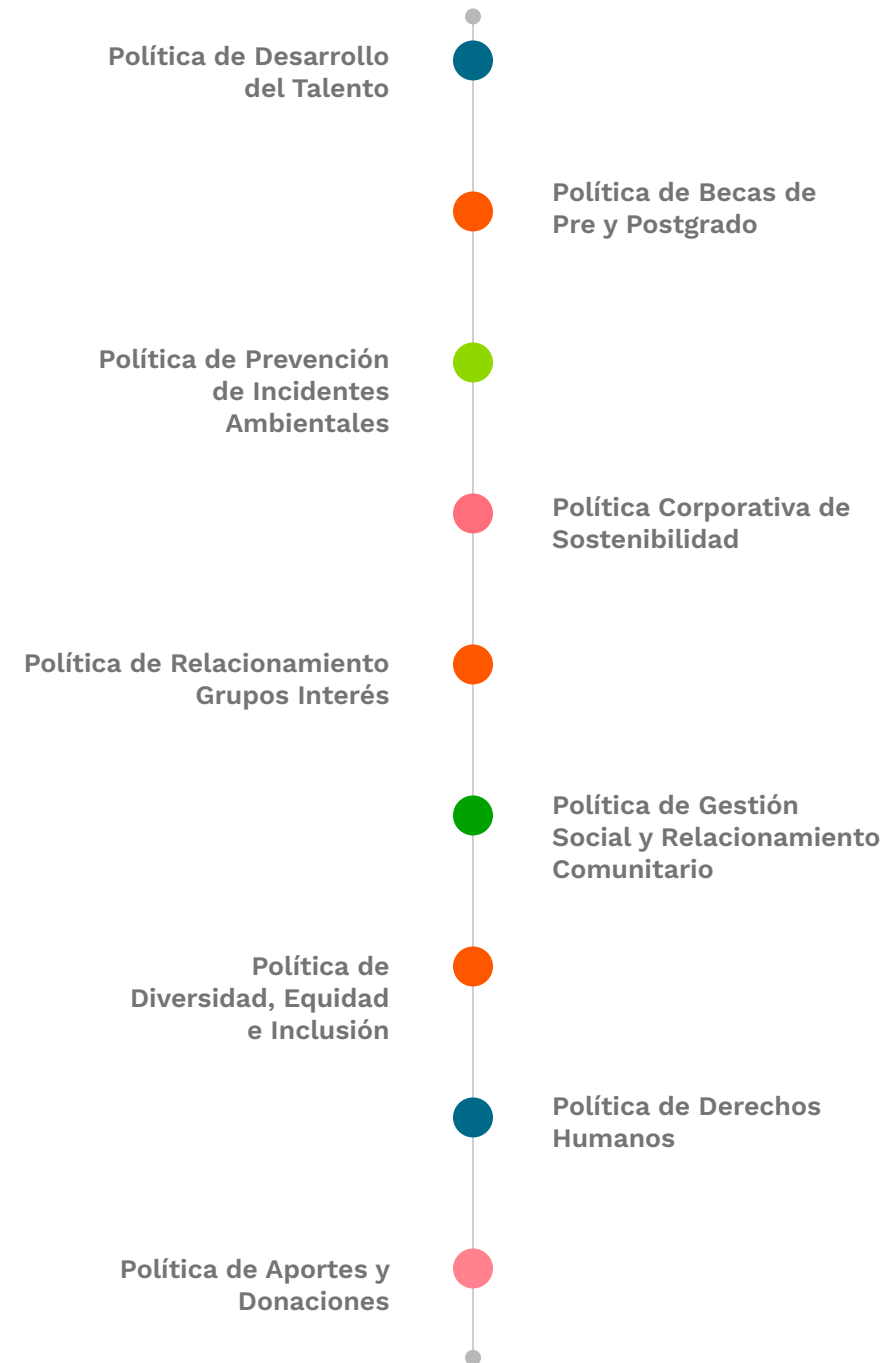 Política de Desarrollo
del Talento
Política de Becas de
Pre y Postgrado
Política de Prevención
de Incidentes
Ambientales
Política Corporativa de
Sostenibilidad
Política de Relacionamiento
Grupos Interés
Política de Gestión
Social y Relacionamiento
Comunitario
Política de
Diversidad, Equidad
e Inclusión
Política de Derechos
Humanos
Política de Aportes y
Donaciones